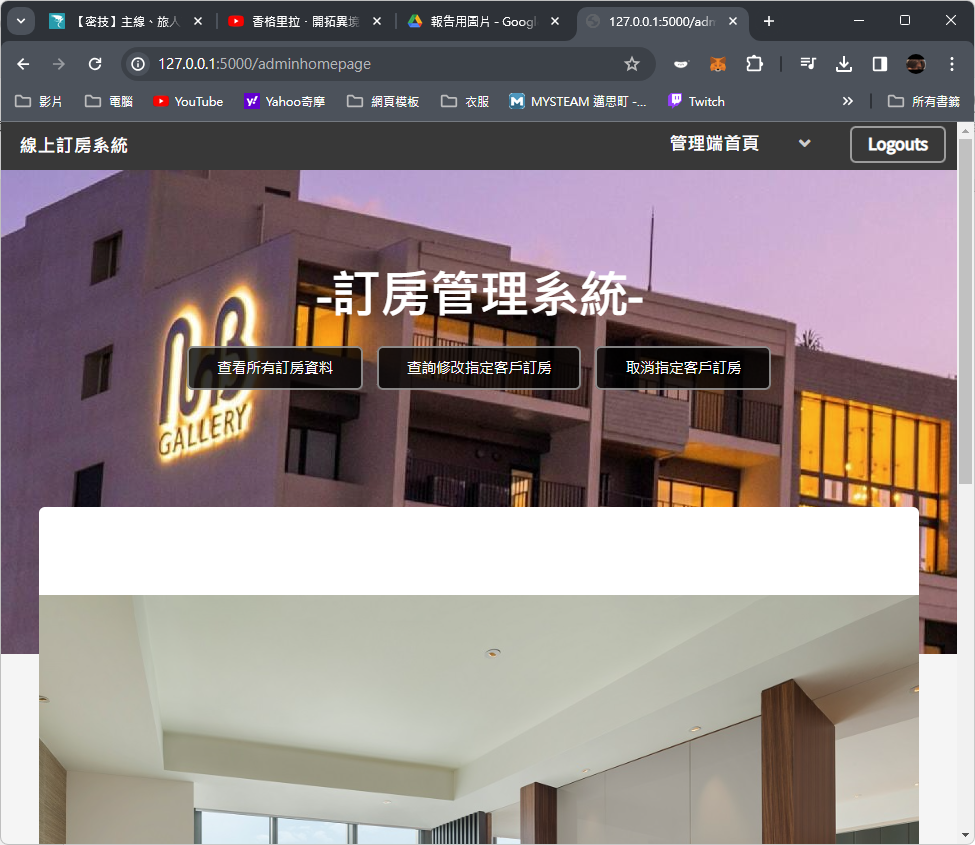 【密技】主線、旅人
香格里拉·開拓異境
報告用圖片 - Googl
127.0.0.1:5000/adm
127.0.0.1:5000/adminhomepage
影片
電腦
YouTube
Yahoo奇摩
網頁模板
衣服
MYSTEAM 邁思町 -...
Twitch
所有書籤
線上訂房系統
管理端首頁
Logouts
-訂房管理系統-
查看所有訂房資料
查詢修改指定客戶訂房
取消指定客戶訂房
GALLERY